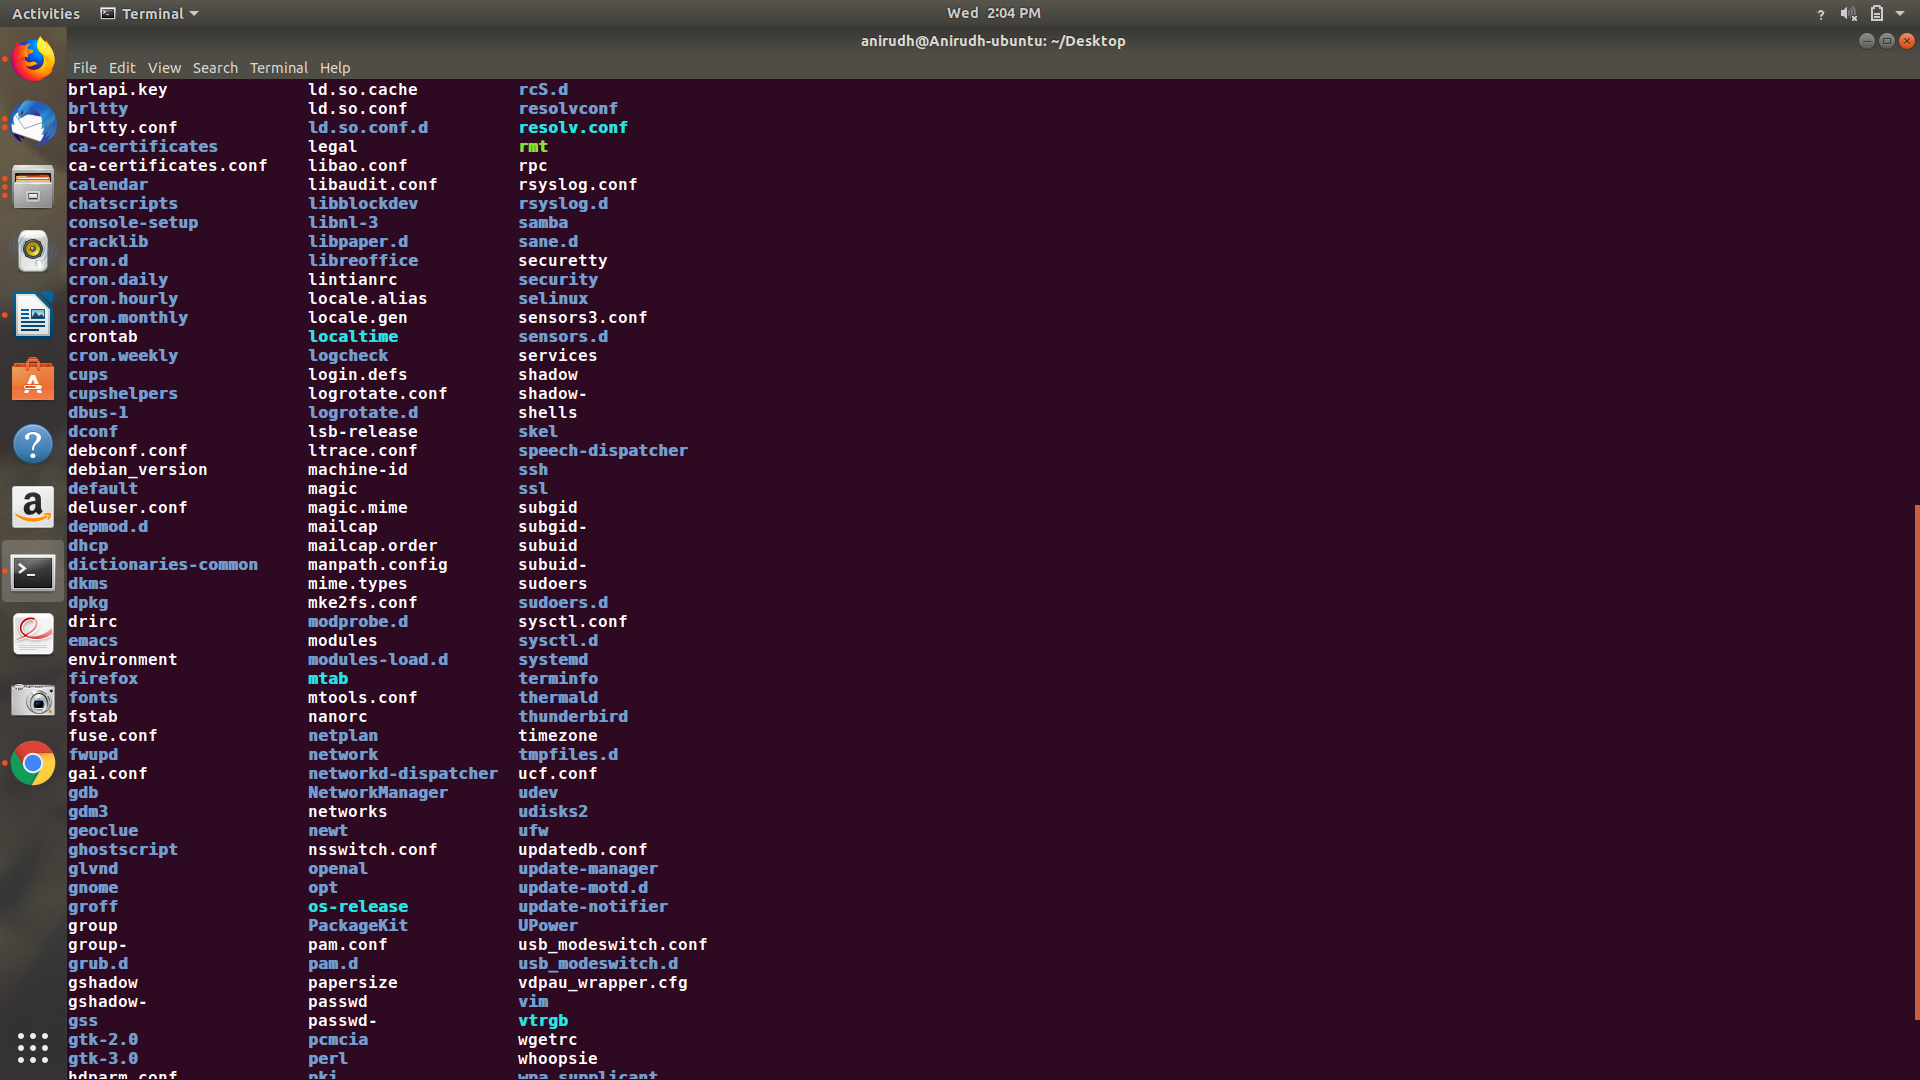 Activities Terminal Wed 2:04 PM ?
anirudh@Anirudh-ubuntu: ~/Desktop
File Edit View Search Terminal Help
brlapi.key ld.so.cache rcS.d
brltty ld.so.conf resolvconf
brltty.conf ld.so.conf.d resolv.conf
ca-certificates legal rmt
ca-certificates.conf libao.conf rpc
calendar libaudit.conf rsyslog.conf
chatscripts libblockdev rsyslog.d
console-setup libnl-3 samba
cracklib libpaper.d sane.d
cron.d libreoffice securetty
cron.daily lintianrc security
cron.hourly locale.alias selinux
cron.monthly locale.gen sensors3.conf
crontab localtime sensors.d
cron.weekly logcheck services
cups login.defs shadow
cupshelpers logrotate.conf shadow-
dbus-1 logrotate.d shells
dconf lsb-release skel
debconf.conf ltrace.conf speech-dispatcher
debian_version machine-id ssh
default magic ssl
deluser.conf magic.mime subgid
depmod.d mailcap subgid-
dhcp mailcap.order subuid
dictionaries-common manpath.config subuid-
dkms mime.types sudoers
dpkg mke2fs.conf sudoers.d
drirc modprobe.d sysctl.conf
emacs modules sysctl.d
environment modules-load.d systemd
firefox mtab terminfo
fonts mtools.conf thermald
fstab nanorc thunderbird
fuse.conf netplan timezone
fwupd network tmpfiles.d
gai.conf networkd-dispatcher ucf.conf
gdb NetworkManager udev
gdm3 networks udisks2
geoclue newt ufw
ghostscript nsswitch.conf updatedb.conf
glvnd openal update-manager
gnome opt update-motd.d
groff os-release update-notifier
group PackageKit UPower
group- pam.conf usb_modeswitch.conf
grub.d pam.d usb_modeswitch.d
gshadow papersize vdpau_wrapper.cfg
gshadow- passwd vim
gss passwd- vtrgb
gtk-2.0 pcmcia wgetrc
gtk-3.0 perl whoopsie
hdparm.conf pki wpa_supplicant